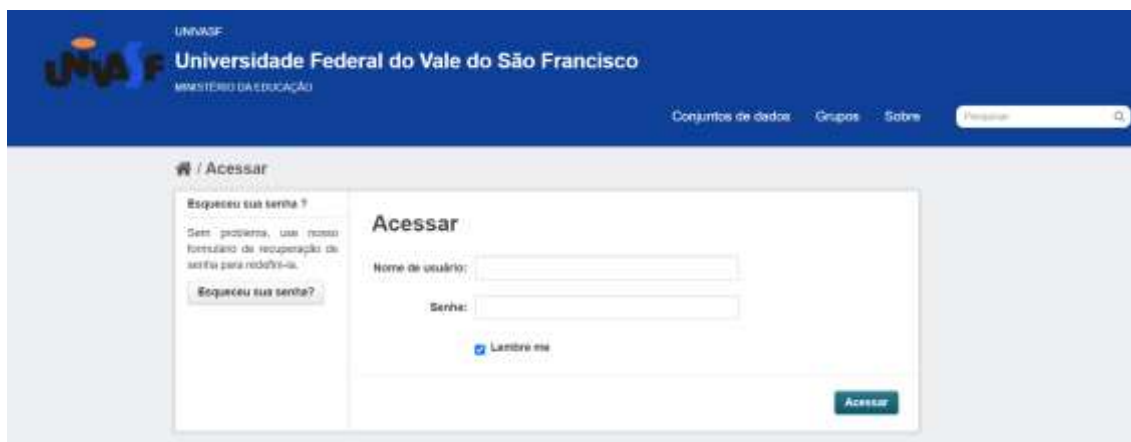 UNIVASF
UNIVASF
Universidade Federal do Vale do São Francisco
MINISTÉRIO DA EDUCAÇÃO
Conjuntos de dados Grupos Sobre Pesquisar
/ Acessar
Esqueceu sua senha ?
Sem problema, use nosso
formulário de recuperação de
senha para redefini-la.
Esqueceu sua senha?
Acessar
Nome de usuário:
Senha:
Lembre me
Acessar